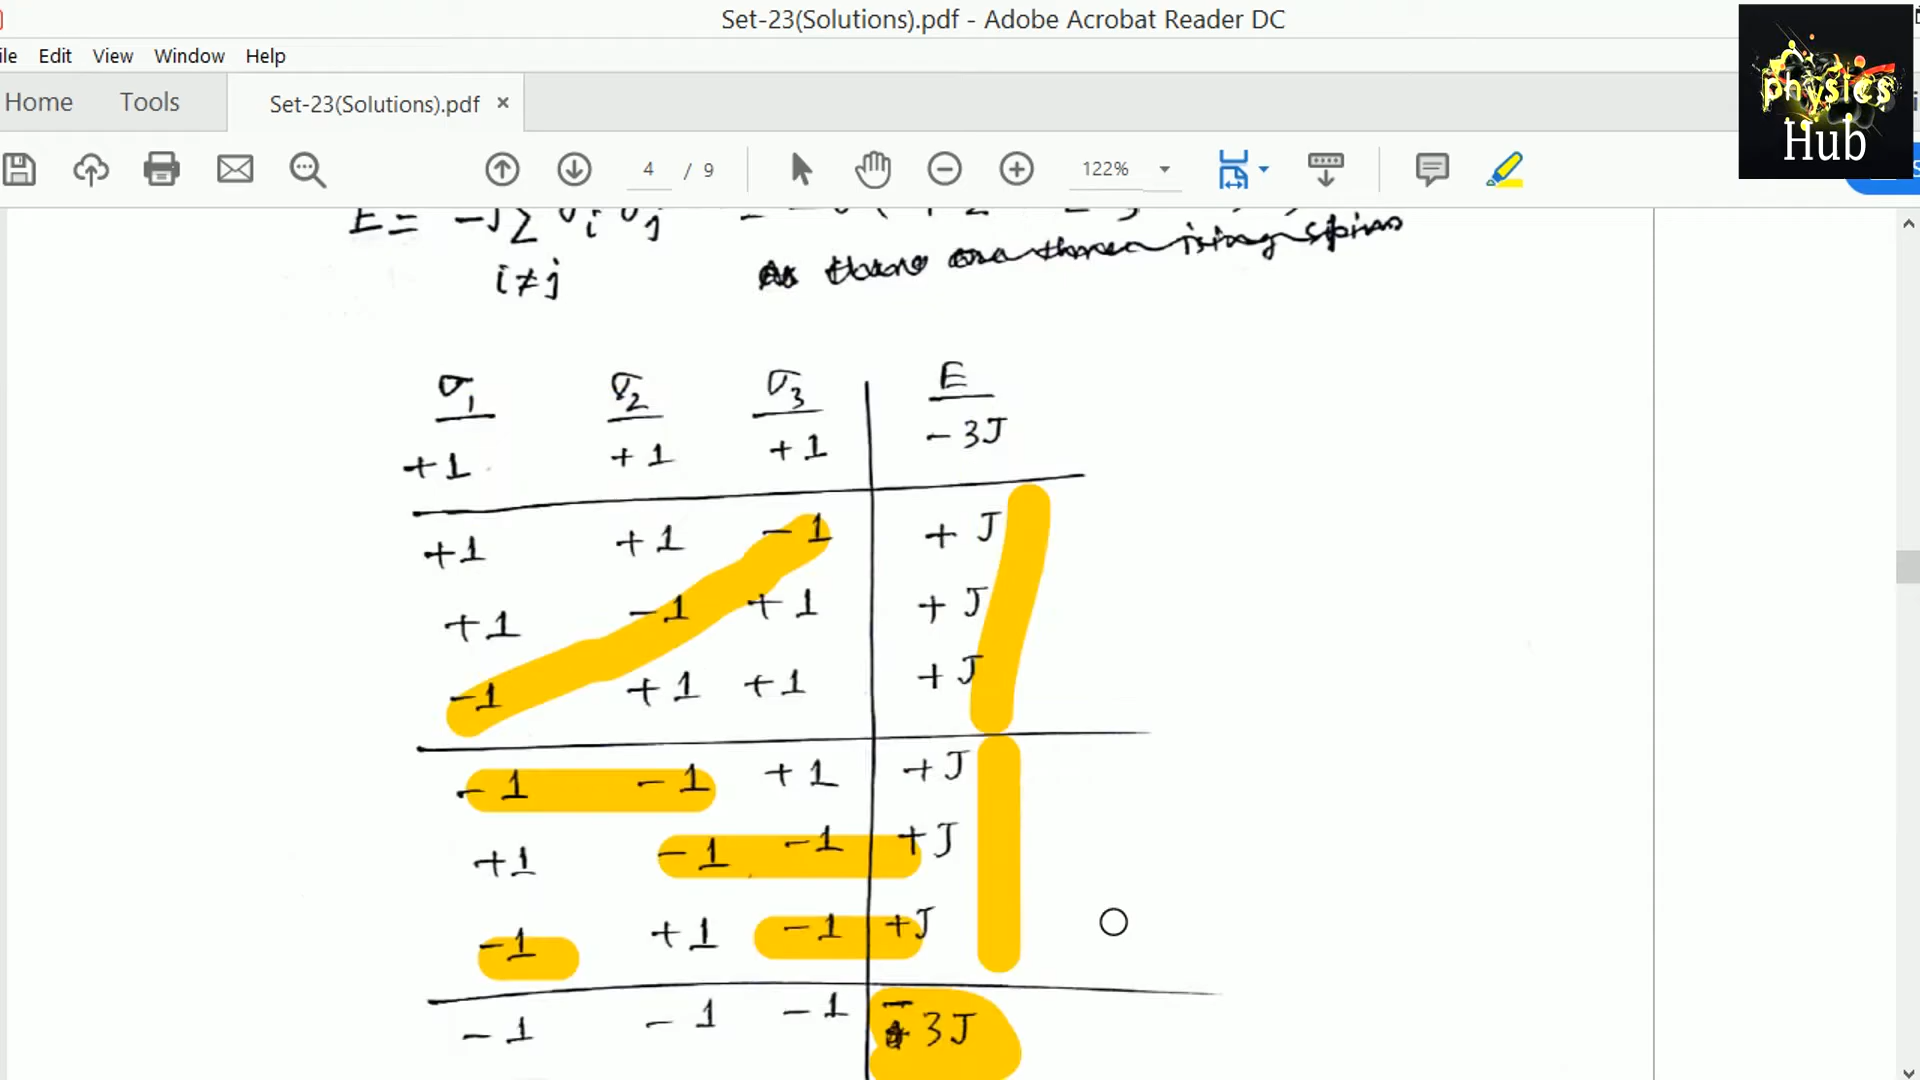 Set-23(Solutions).pdf - Adobe Acrobat Reader DC
ile Edit View Window Help
Home Tools Set-23(Solutions).pdf ×
4 / 9 122%
physics
Hub
E = -J∑ σi σj
i≠j
As there are three ising spins
σ1 σ2 σ3 E
+1 +1 +1 -3J
+1 +1 -1 +J
+1 -1 +1 +J
-1 +1 +1 +J
-1 -1 +1 +J
+1 -1 -1 +J
-1 +1 -1 +J
-1 -1 -1 -3J